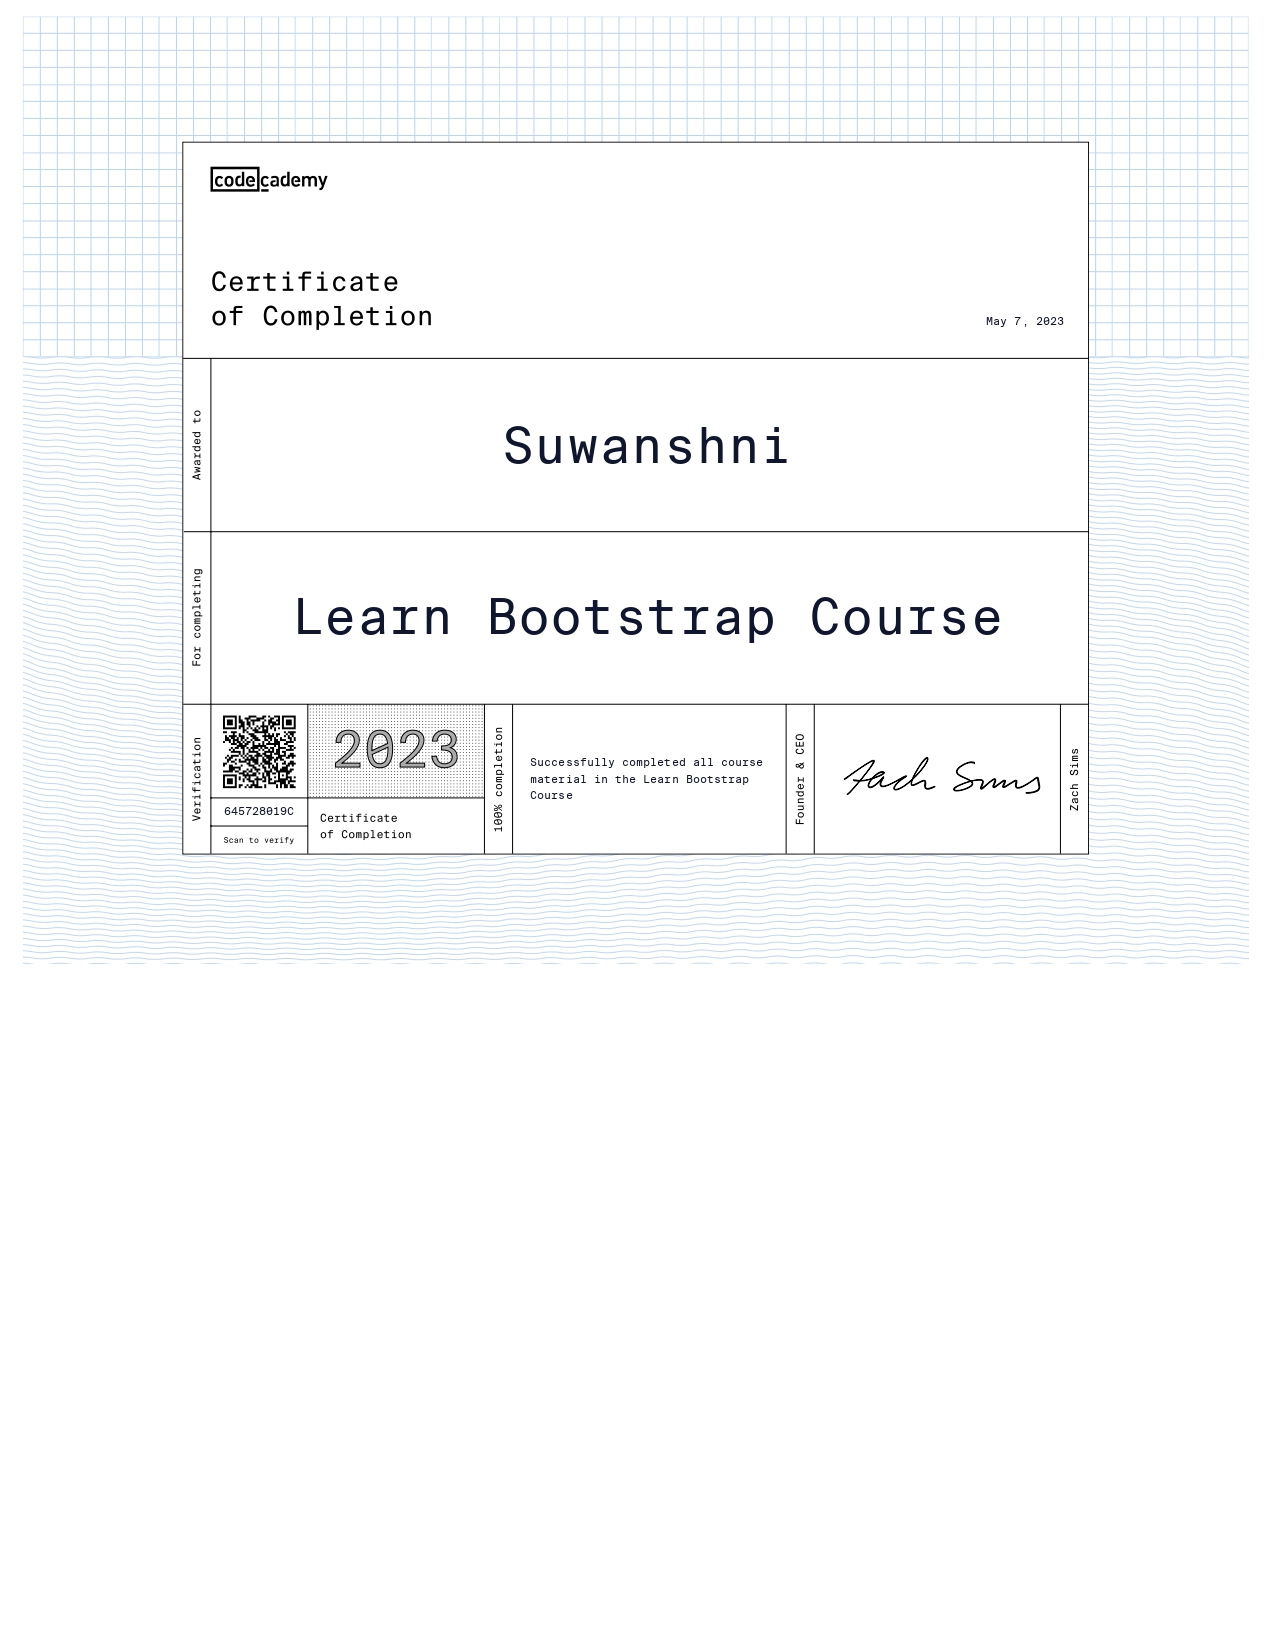 codecademy
Certificate
of Completion
May 7, 2023
Awarded to
Suwanshni
For completing
Learn Bootstrap Course
Verification
645728019C
Scan to verify
2023
Certificate
of Completion
100% completion
Successfully completed all course
material in the Learn Bootstrap
Course
Founder & CEO
Zach Sims
Zach Sims